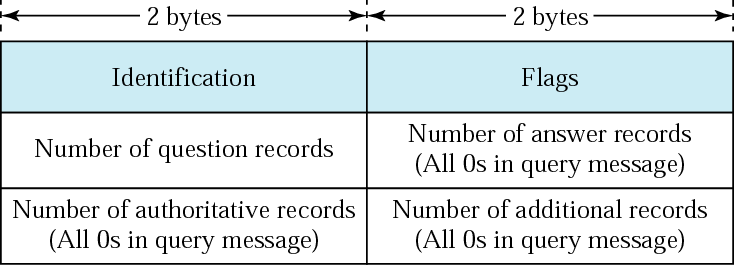 2 bytes 2 bytes
Identification Flags
Number of question records Number of answer records
(All 0s in query message)
Number of authoritative records Number of additional records
(All 0s in query message) (All 0s in query message)